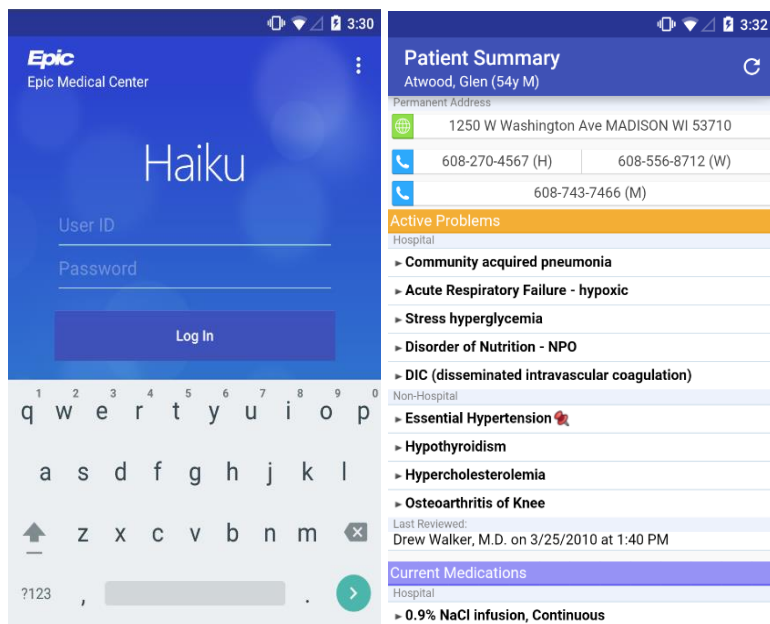 3:30
Epic
Epic Medical Center
Haiku
User ID
Password
Log In
1 2 3 4 5 6 7 8 9 0
q w e r t y u i o p
a s d f g h j k l
z x c v b n m
?123 , .
3:32
Patient Summary
Atwood, Glen (54y M)
Permanent Address
1250 W Washington Ave MADISON WI 53710
608-270-4567 (H) 608-556-8712 (W)
608-743-7466 (M)
Active Problems
Hospital
Community acquired pneumonia
Acute Respiratory Failure - hypoxic
Stress hyperglycemia
Disorder of Nutrition - NPO
DIC (disseminated intravascular coagulation)
Non-Hospital
Essential Hypertension
Hypothyroidism
Hypercholesterolemia
Osteoarthritis of Knee
Last Reviewed:
Drew Walker, M.D. on 3/25/2010 at 1:40 PM
Current Medications
Hospital
0.9% NaCl infusion, Continuous